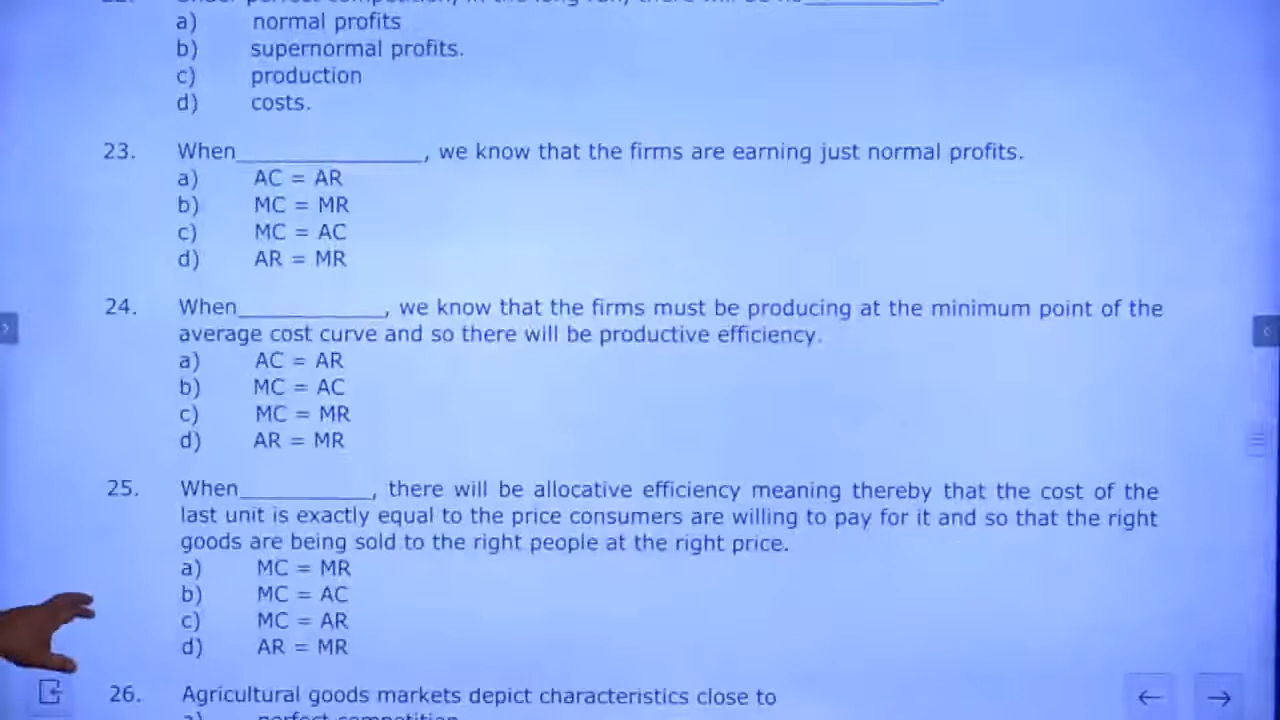 a) normal profits
b) supernormal profits.
c) production
d) costs.
23. When______________, we know that the firms are earning just normal profits.
a) AC = AR
b) MC = MR
c) MC = AC
d) AR = MR
24. When___________, we know that the firms must be producing at the minimum point of the
average cost curve and so there will be productive efficiency.
a) AC = AR
b) MC = AC
c) MC = MR
d) AR = MR
25. When__________, there will be allocative efficiency meaning thereby that the cost of the
last unit is exactly equal to the price consumers are willing to pay for it and so that the right
goods are being sold to the right people at the right price.
a) MC = MR
b) MC = AC
c) MC = AR
d) AR = MR
26. Agricultural goods markets depict characteristics close to
a) perfect competition